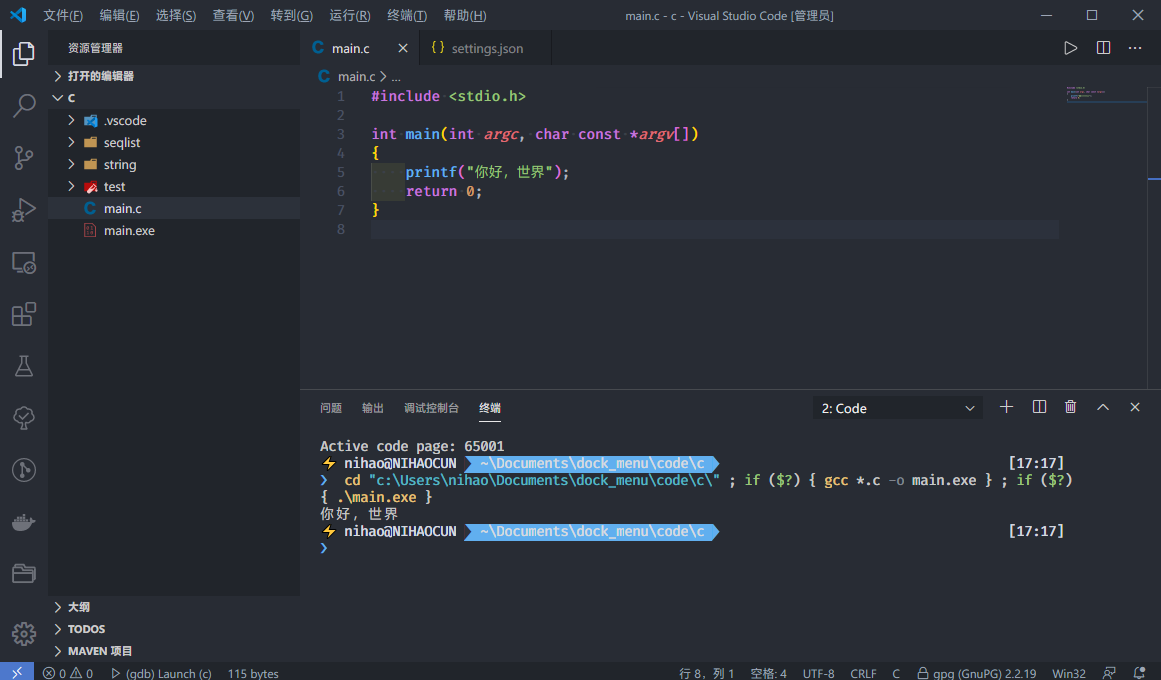 文件(F) 编辑(E) 选择(S) 查看(V) 转到(G) 运行(R) 终端(T) 帮助(H) main.c - c - Visual Studio Code [管理员]
资源管理器
打开的编辑器
C
.vscode
seqlist
string
test
main.c
main.exe
大纲
TODOS
MAVEN 项目
main.c settings.json
main.c > ...
1 #include <stdio.h>
2
3 int main(int argc, char const *argv[])
4 {
5 printf("你好，世界");
6 return 0;
7 }
8
问题 输出 调试控制台 终端 2: Code
Active code page: 65001
nihao@NIHAOCUN ~\Documents\dock_menu\code\c [17:17]
❯ cd "c:\Users\nihao\Documents\dock_menu\code\c\" ; if ($?) { gcc *.c -o main.exe } ; if ($?)
{ .\main.exe }
你好，世界
nihao@NIHAOCUN ~\Documents\dock_menu\code\c [17:17]
❯
0 0 (gdb) Launch (c) 115 bytes 行 8，列 1 空格: 4 UTF-8 CRLF C gpg (GnuPG) 2.2.19 Win32